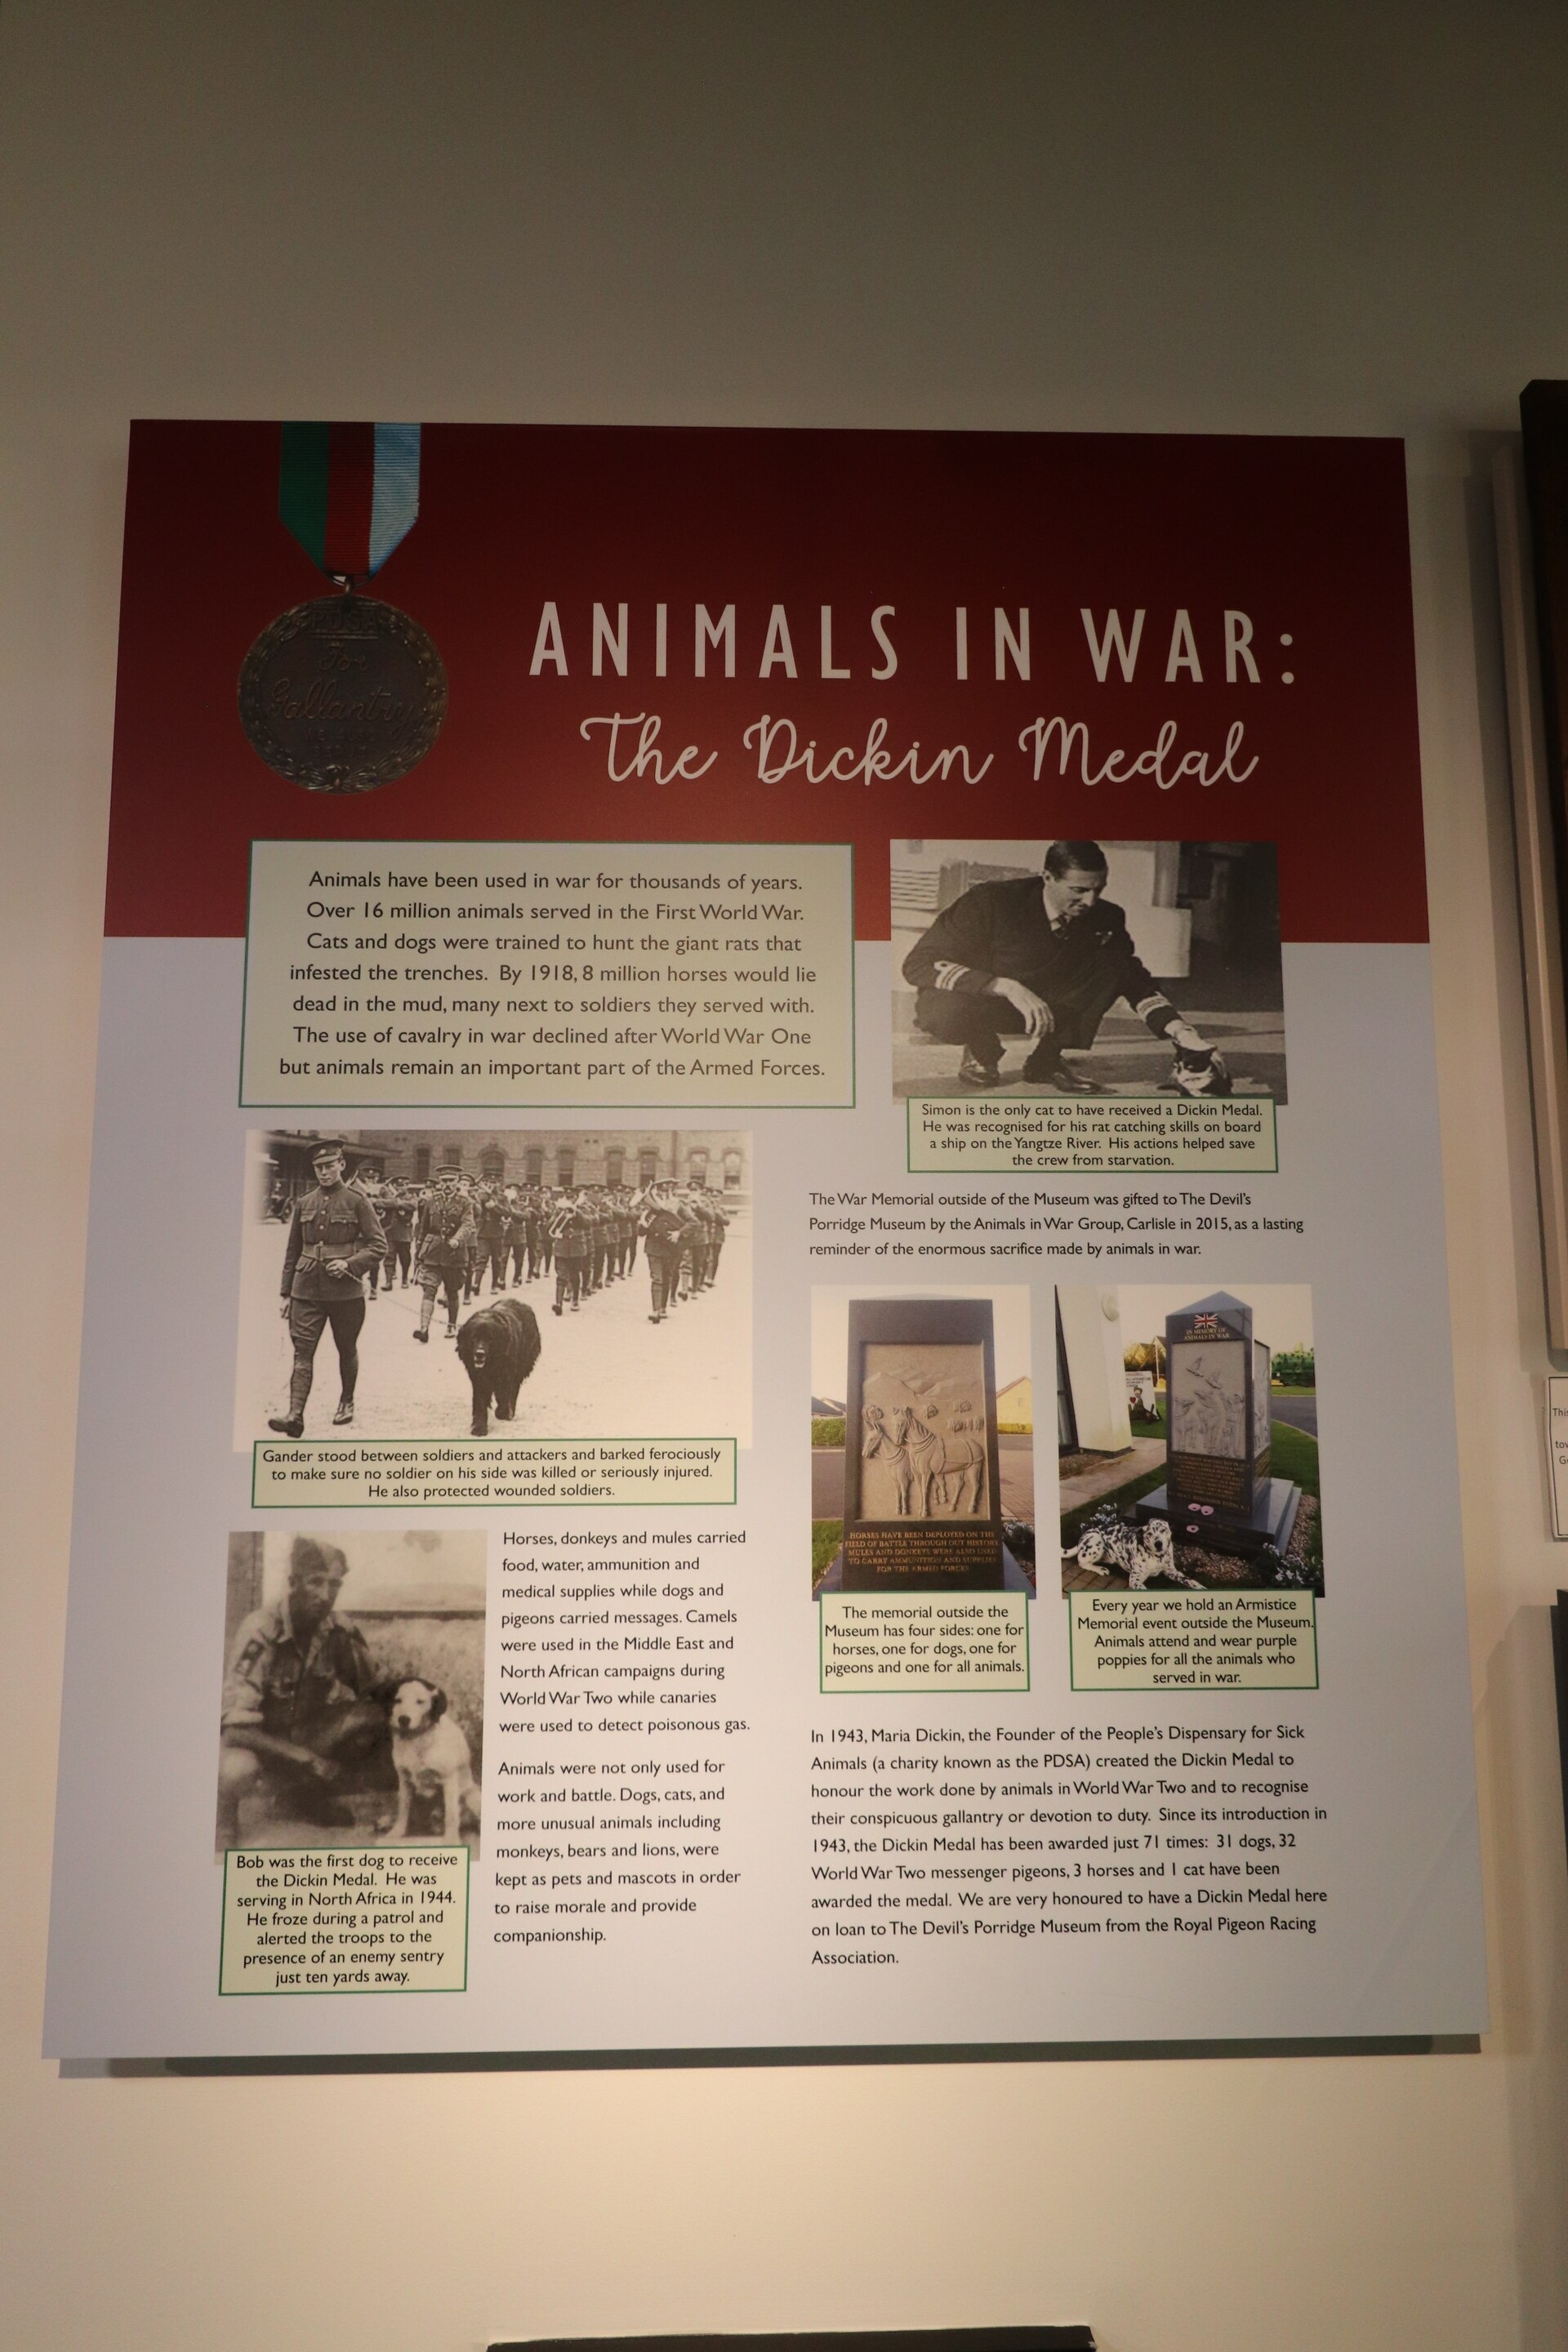 PDSA
For
Gallantry
WE ALSO
SERVE
ANIMALS IN WAR:
The Dickin Medal
Animals have been used in war for thousands of years.
Over 16 million animals served in the First World War.
Cats and dogs were trained to hunt the giant rats that
infested the trenches. By 1918, 8 million horses would lie
dead in the mud, many next to soldiers they served with.
The use of cavalry in war declined after World War One
but animals remain an important part of the Armed Forces.
Simon is the only cat to have received a Dickin Medal.
He was recognised for his rat catching skills on board
a ship on the Yangtze River. His actions helped save
the crew from starvation.
Gander stood between soldiers and attackers and barked ferociously
to make sure no soldier on his side was killed or seriously injured.
He also protected wounded soldiers.
Bob was the first dog to receive
the Dickin Medal. He was
serving in North Africa in 1944.
He froze during a patrol and
alerted the troops to the
presence of an enemy sentry
just ten yards away.
Horses, donkeys and mules carried
food, water, ammunition and
medical supplies while dogs and
pigeons carried messages. Camels
were used in the Middle East and
North African campaigns during
World War Two while canaries
were used to detect poisonous gas.
Animals were not only used for
work and battle. Dogs, cats, and
more unusual animals including
monkeys, bears and lions, were
kept as pets and mascots in order
to raise morale and provide
companionship.
The War Memorial outside of the Museum was gifted to The Devil's
Porridge Museum by the Animals in War Group, Carlisle in 2015, as a lasting
reminder of the enormous sacrifice made by animals in war.
HORSES HAVE BEEN DEPLOYED ON THE
FIELD OF BATTLE THROUGH OUT HISTORY
MULES AND DONKEYS WERE ALSO USED
TO CARRY AMMUNITION AND SUPPLIES
FOR THE ARMED FORCES
IN MEMORY OF
ANIMALS IN WAR
The memorial outside the
Museum has four sides: one for
horses, one for dogs, one for
pigeons and one for all animals.
Every year we hold an Armistice
Memorial event outside the Museum.
Animals attend and wear purple
poppies for all the animals who
served in war.
In 1943, Maria Dickin, the Founder of the People's Dispensary for Sick
Animals (a charity known as the PDSA) created the Dickin Medal to
honour the work done by animals in World War Two and to recognise
their conspicuous gallantry or devotion to duty. Since its introduction in
1943, the Dickin Medal has been awarded just 71 times: 31 dogs, 32
World War Two messenger pigeons, 3 horses and 1 cat have been
awarded the medal. We are very honoured to have a Dickin Medal here
on loan to The Devil's Porridge Museum from the Royal Pigeon Racing
Association.